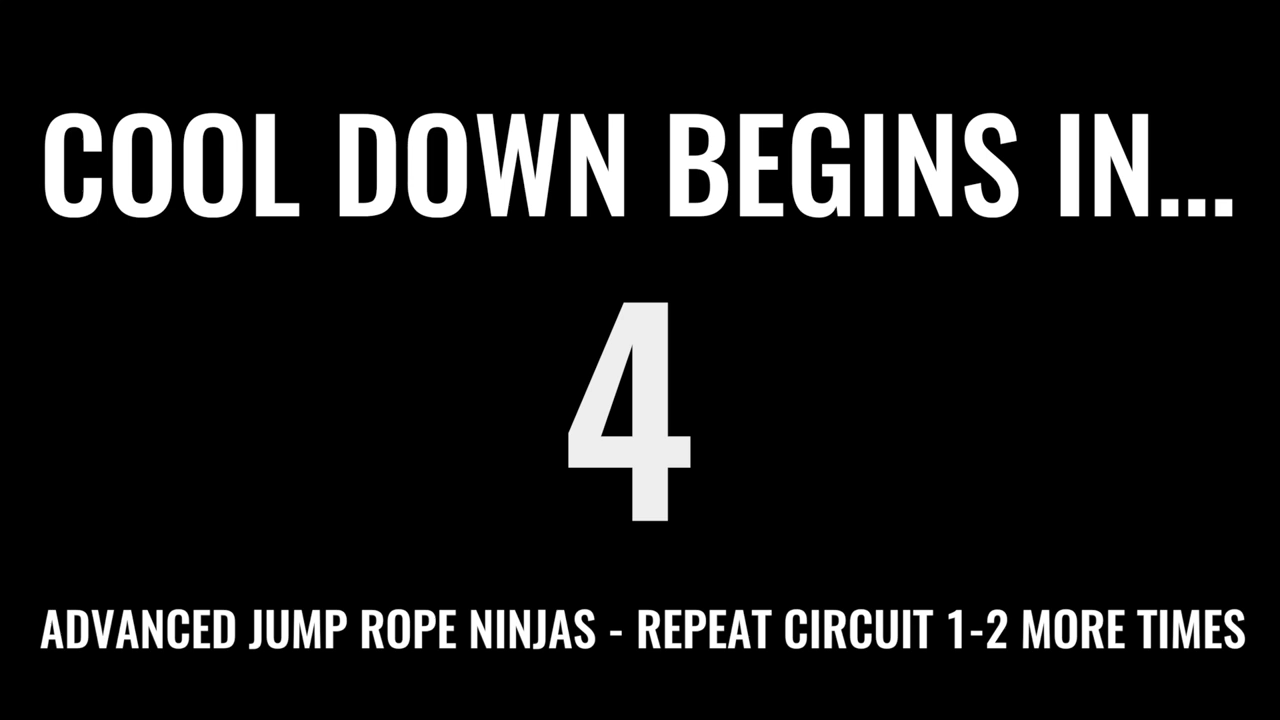 COOL DOWN BEGINS IN...
4
ADVANCED JUMP ROPE NINJAS - REPEAT CIRCUIT 1-2 MORE TIMES